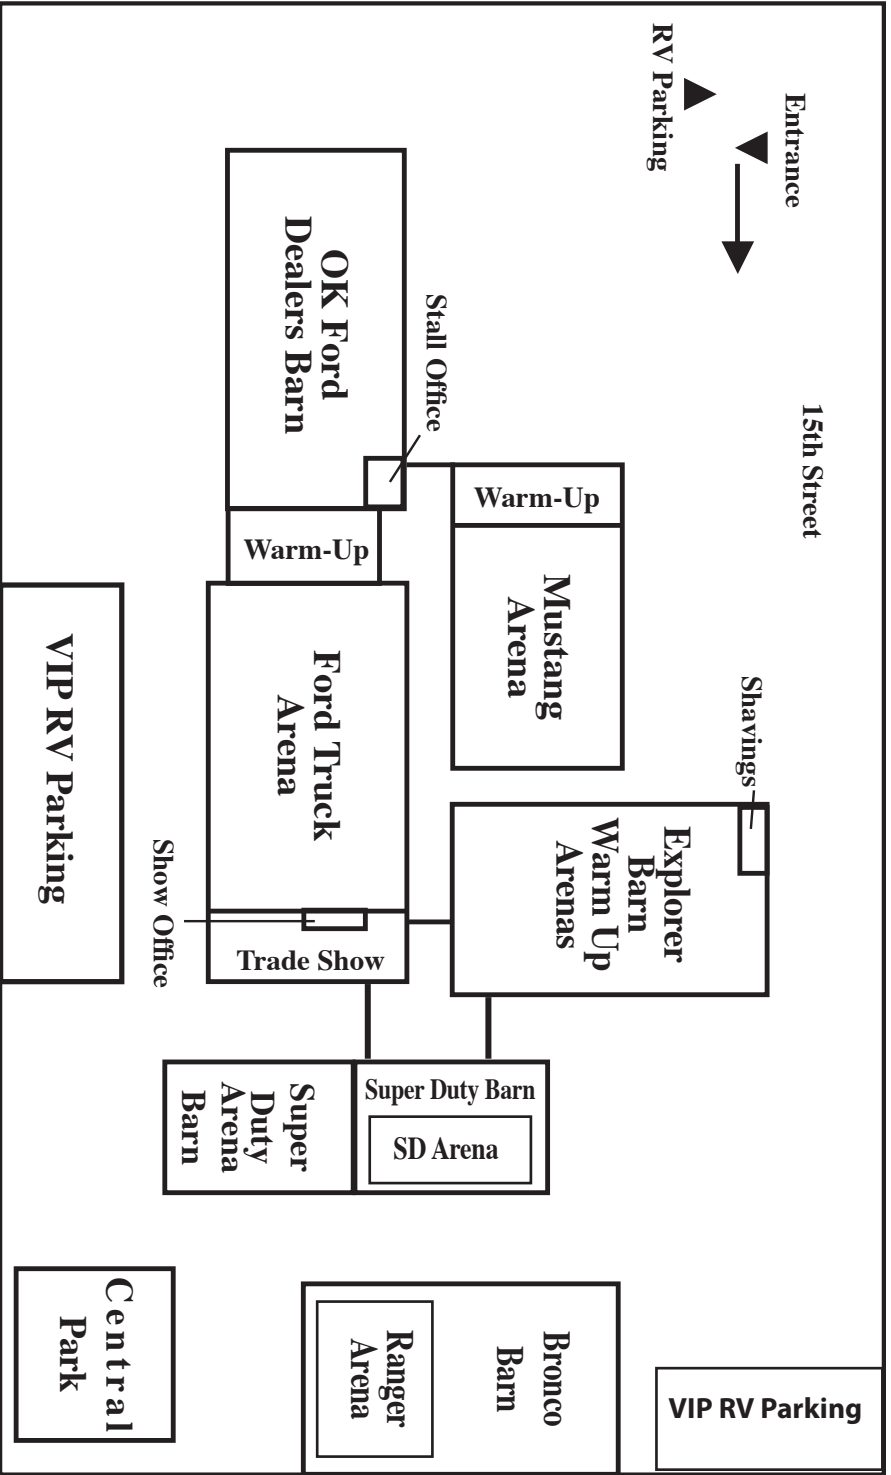 RV Parking
Entrance
15th Street
OK Ford
Dealers Barn
Stall Office
Warm-Up
Warm-Up
Mustang
Arena
Ford Truck
Arena
Shavings
Explorer
Barn
Warm Up
Arenas
VIP RV Parking
Show Office
Trade Show
Super Duty Barn
SD Arena
Super
Duty
Arena
Barn
Central
Park
Ranger
Arena
Bronco
Barn
VIP RV Parking